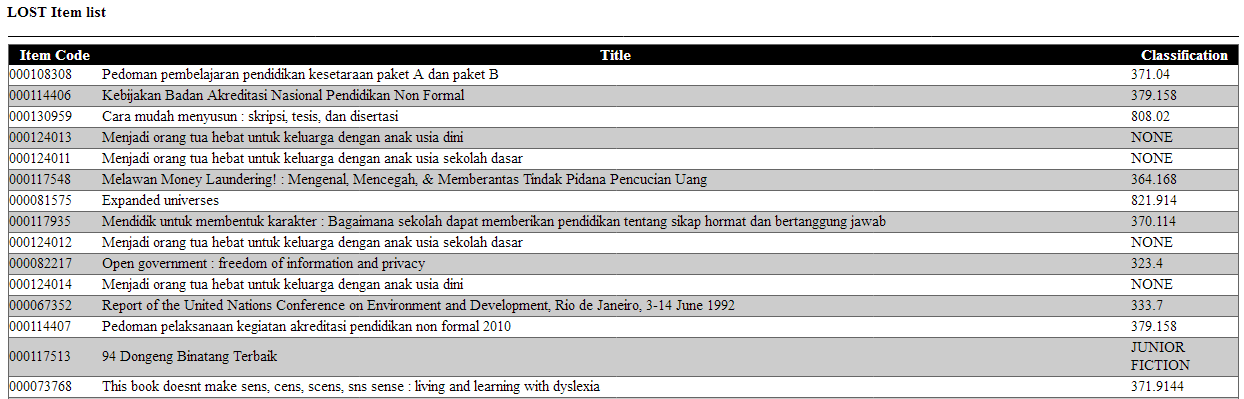 LOST Item list
Item Code Title Classification
000108308 Pedoman pembelajaran pendidikan kesetaraan paket A dan paket B 371.04
000114406 Kebijakan Badan Akreditasi Nasional Pendidikan Non Formal 379.158
000130959 Cara mudah menyusun : skripsi, tesis, dan disertasi 808.02
000124013 Menjadi orang tua hebat untuk keluarga dengan anak usia dini NONE
000124011 Menjadi orang tua hebat untuk keluarga dengan anak usia sekolah dasar NONE
000117548 Melawan Money Laundering! : Mengenal, Mencegah, & Memberantas Tindak Pidana Pencucian Uang 364.168
000081575 Expanded universes 821.914
000117935 Mendidik untuk membentuk karakter : Bagaimana sekolah dapat memberikan pendidikan tentang sikap hormat dan bertanggung jawab 370.114
000124012 Menjadi orang tua hebat untuk keluarga dengan anak usia sekolah dasar NONE
000082217 Open government : freedom of information and privacy 323.4
000124014 Menjadi orang tua hebat untuk keluarga dengan anak usia dini NONE
000067352 Report of the United Nations Conference on Environment and Development, Rio de Janeiro, 3-14 June 1992 333.7
000114407 Pedoman pelaksanaan kegiatan akreditasi pendidikan non formal 2010 379.158
000117513 94 Dongeng Binatang Terbaik JUNIOR
FICTION
000073768 This book doesnt make sens, cens, scens, sns sense : living and learning with dyslexia 371.9144